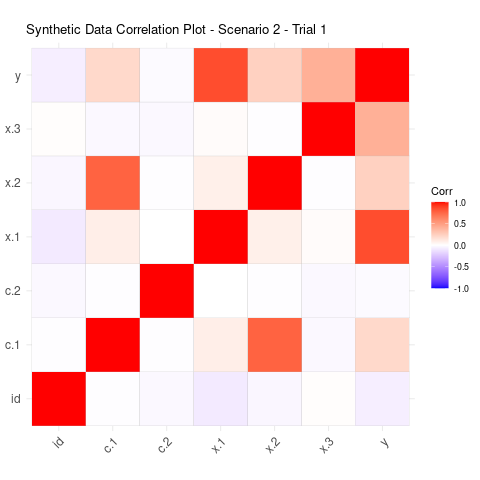 Synthetic Data Correlation Plot - Scenario 2 - Trial 1
y
x.3
x.2
x.1
c.2
c.1
id
id
c.1
c.2
x.1
x.2
x.3
y
Corr
1.0
0.5
0.0
-0.5
-1.0